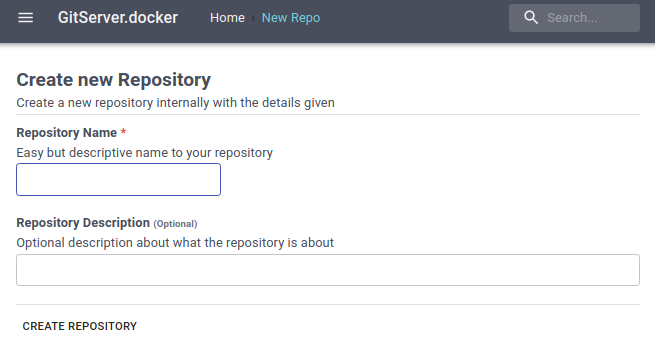 GitServer.docker Home › New Repo Search...
Create new Repository
Create a new repository internally with the details given
Repository Name *
Easy but descriptive name to your repository
Repository Description (Optional)
Optional description about what the repository is about
CREATE REPOSITORY